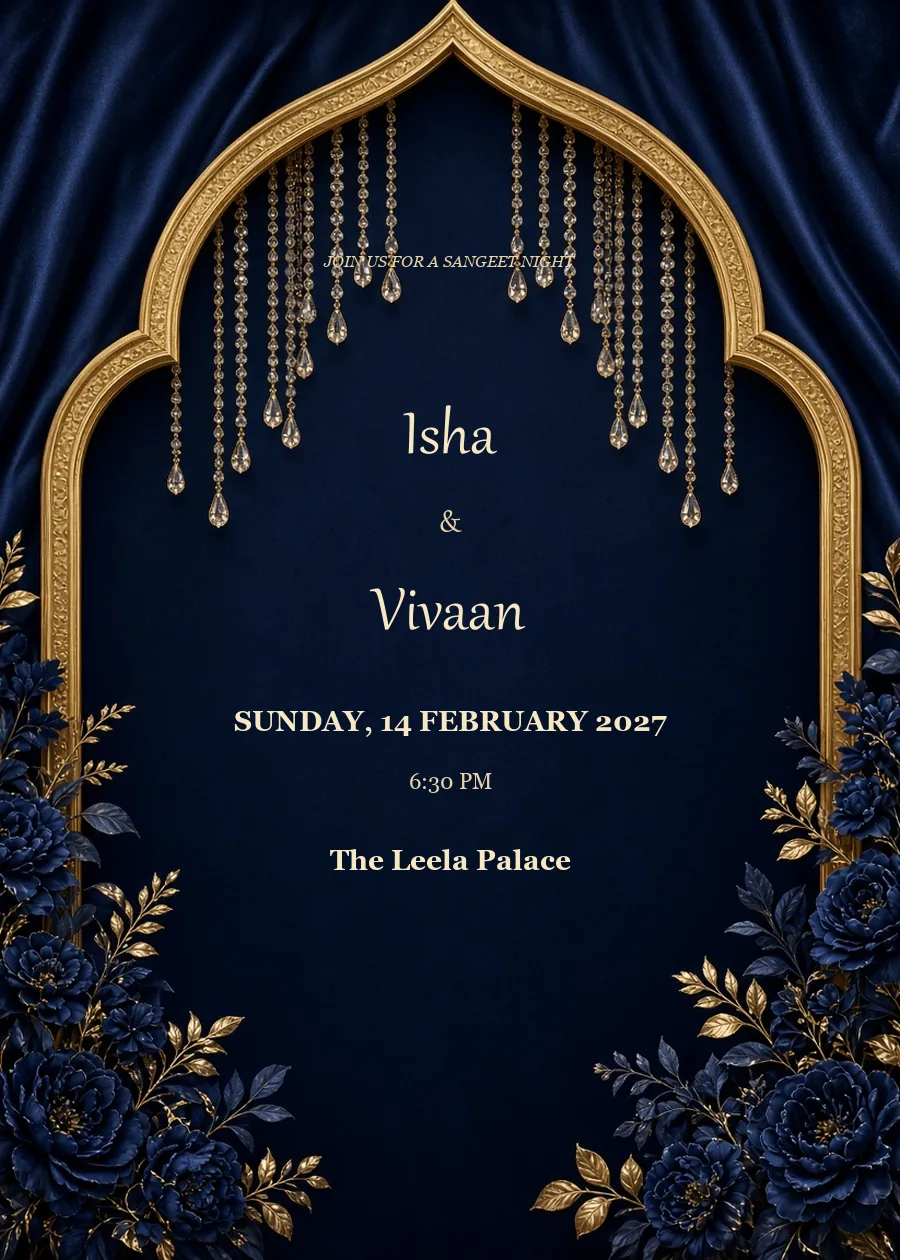 JOIN US FOR A SANGEET NIGHT
Isha
&
Vivaan
SUNDAY, 14 FEBRUARY 2027
6:30 PM
The Leela Palace